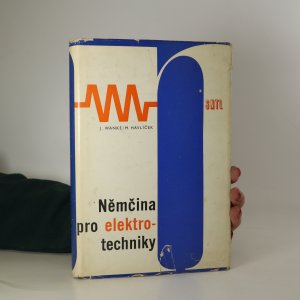 SNTL
J. WANKE/M. HAVLÍČEK
Němčina
pro elektro-
techniky